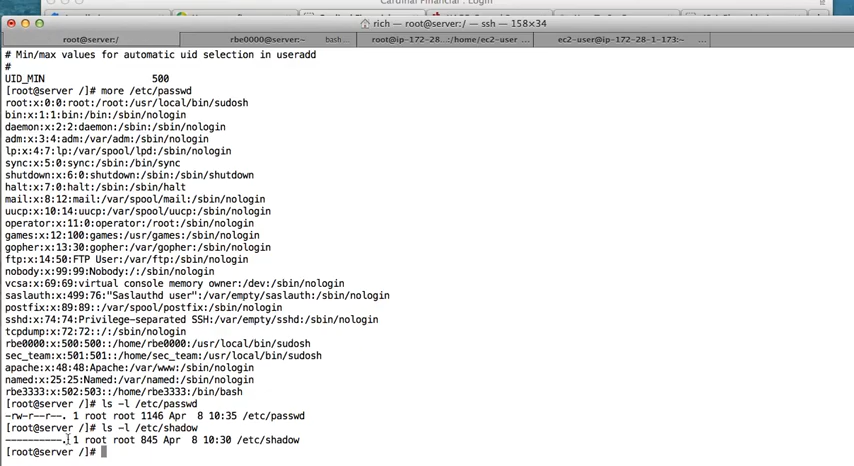 Cardinal Financial : Login
rich — root@server:/ — ssh — 158×34
root@server:/
rbe0000@server:~
bash...
root@ip-172-28...:/home/ec2-user
...
ec2-user@ip-172-28-1-173:~
...
# Min/max values for automatic uid selection in useradd
#
UID_MIN 500
[root@server /]# more /etc/passwd
root:x:0:0:root:/root:/usr/local/bin/sudosh
bin:x:1:1:bin:/bin:/sbin/nologin
daemon:x:2:2:daemon:/sbin:/sbin/nologin
adm:x:3:4:adm:/var/adm:/sbin/nologin
lp:x:4:7:lp:/var/spool/lpd:/sbin/nologin
sync:x:5:0:sync:/sbin:/bin/sync
shutdown:x:6:0:shutdown:/sbin:/sbin/shutdown
halt:x:7:0:halt:/sbin:/sbin/halt
mail:x:8:12:mail:/var/spool/mail:/sbin/nologin
uucp:x:10:14:uucp:/var/spool/uucp:/sbin/nologin
operator:x:11:0:operator:/root:/sbin/nologin
games:x:12:100:games:/usr/games:/sbin/nologin
gopher:x:13:30:gopher:/var/gopher:/sbin/nologin
ftp:x:14:50:FTP User:/var/ftp:/sbin/nologin
nobody:x:99:99:Nobody:/:/sbin/nologin
vcsa:x:69:69:virtual console memory owner:/dev:/sbin/nologin
saslauth:x:499:76:"Saslauthd user":/var/empty/saslauth:/sbin/nologin
postfix:x:89:89::/var/spool/postfix:/sbin/nologin
sshd:x:74:74:Privilege-separated SSH:/var/empty/sshd:/sbin/nologin
tcpdump:x:72:72::/:/sbin/nologin
rbe0000:x:500:500::/home/rbe0000:/usr/local/bin/sudosh
sec_team:x:501:501::/home/sec_team:/usr/local/bin/sudosh
apache:x:48:48:Apache:/var/www:/sbin/nologin
named:x:25:25:Named:/var/named:/sbin/nologin
rbe3333:x:502:503::/home/rbe3333:/bin/bash
[root@server /]# ls -l /etc/passwd
-rw-r--r--. 1 root root 1146 Apr 8 10:35 /etc/passwd
[root@server /]# ls -l /etc/shadow
----------. 1 root root 845 Apr 8 10:30 /etc/shadow
[root@server /]#